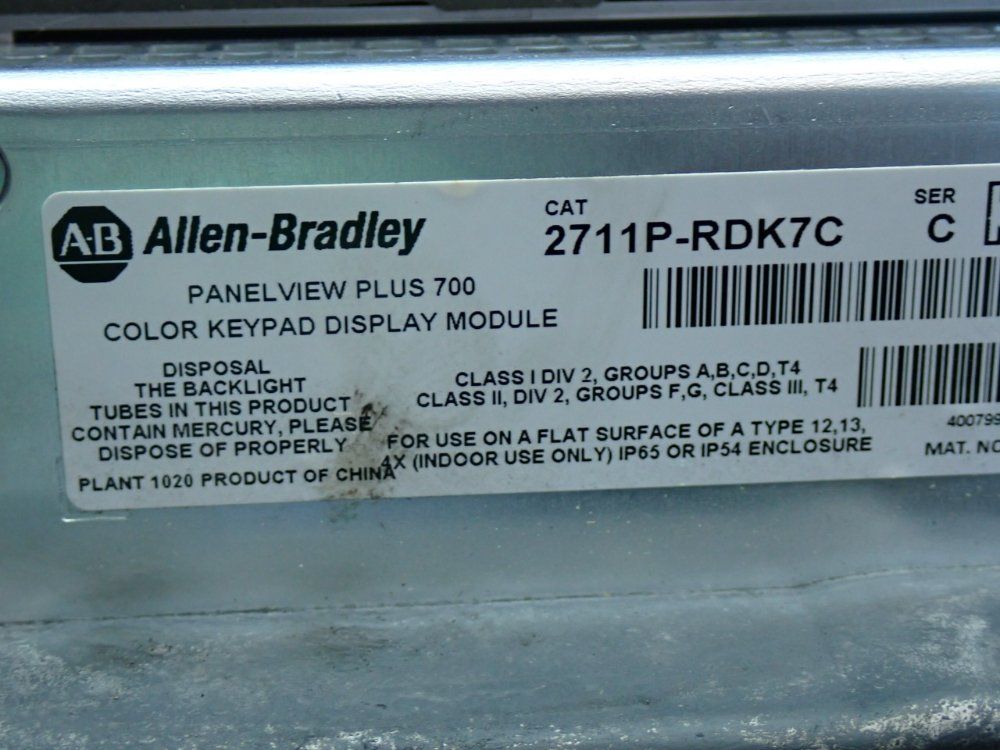 A-B Allen-Bradley
CAT
2711P-RDK7C
SER
C
PANELVIEW PLUS 700
COLOR KEYPAD DISPLAY MODULE
DISPOSAL
THE BACKLIGHT
TUBES IN THIS PRODUCT
CONTAIN MERCURY, PLEASE
DISPOSE OF PROPERLY
PLANT 1020 PRODUCT OF CHINA
CLASS I DIV 2, GROUPS A,B,C,D,T4
CLASS II, DIV 2, GROUPS F,G, CLASS III, T4
FOR USE ON A FLAT SURFACE OF A TYPE 12,13,
4X (INDOOR USE ONLY) IP65 OR IP54 ENCLOSURE
400799
MAT. NO